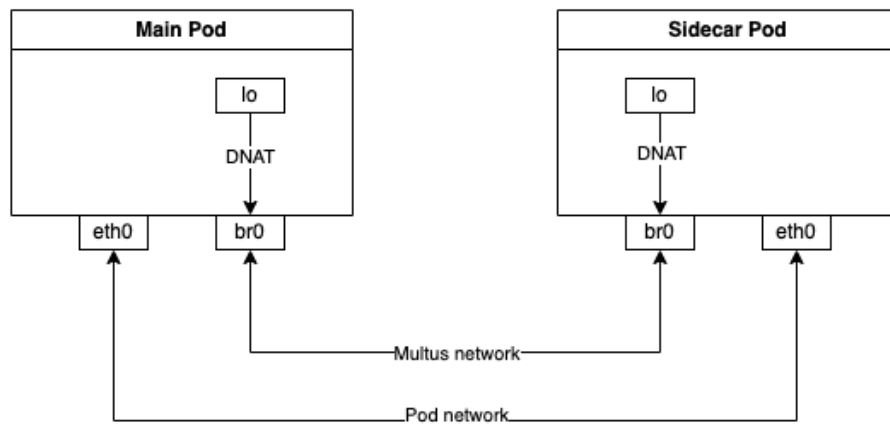 Main Pod
Sidecar Pod
lo
lo
DNAT
DNAT
eth0
br0
br0
eth0
Multus network
Pod network